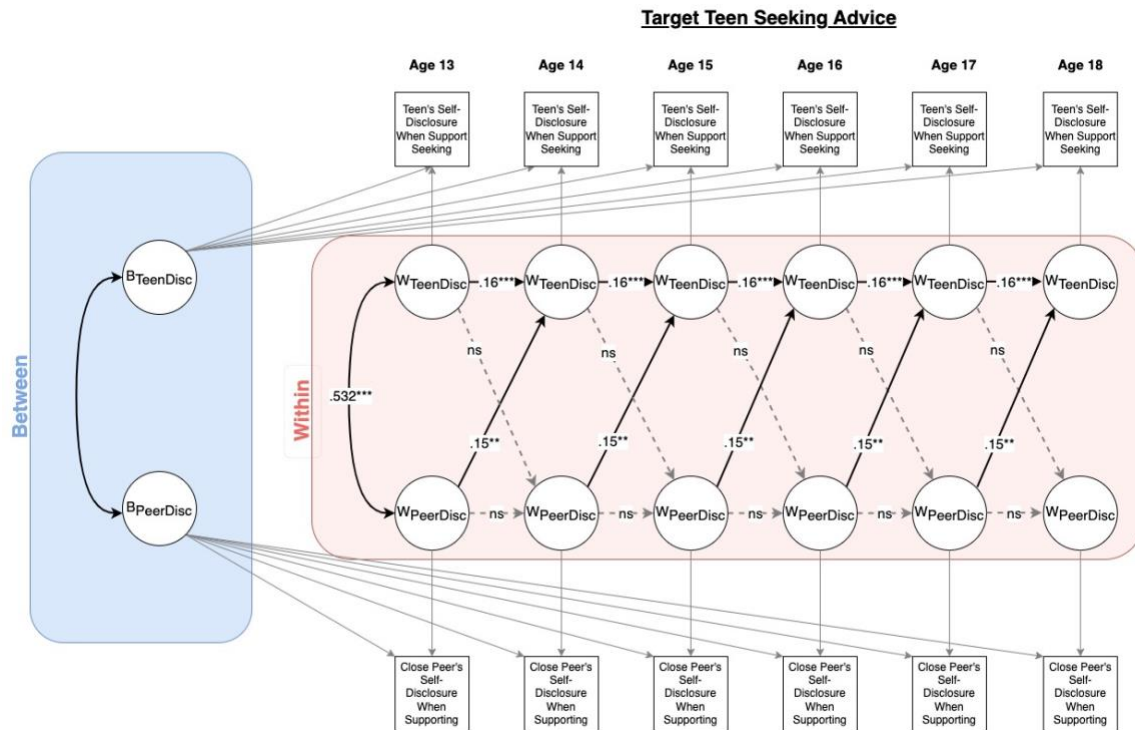 Target Teen Seeking Advice
Age 13 Age 14 Age 15 Age 16 Age 17 Age 18
Teen's Self- Teen's Self- Teen's Self- Teen's Self- Teen's Self- Teen's Self-
Disclosure Disclosure Disclosure Disclosure Disclosure Disclosure
When Support When Support When Support When Support When Support When Support
Seeking Seeking Seeking Seeking Seeking Seeking
Between
Within
BTeenDisc WTeenDisc .16*** WTeenDisc .16*** WTeenDisc .16*** WTeenDisc .16*** WTeenDisc .16*** WTeenDisc
ns ns ns ns ns
.532***
.15** .15** .15** .15** .15**
BPeerDisc WPeerDisc ns WPeerDisc ns WPeerDisc ns WPeerDisc ns WPeerDisc ns WPeerDisc
Close Peer's Close Peer's Close Peer's Close Peer's Close Peer's Close Peer's
Self- Self- Self- Self- Self- Self-
Disclosure Disclosure Disclosure Disclosure Disclosure Disclosure
When When When When When When
Supporting Supporting Supporting Supporting Supporting Supporting